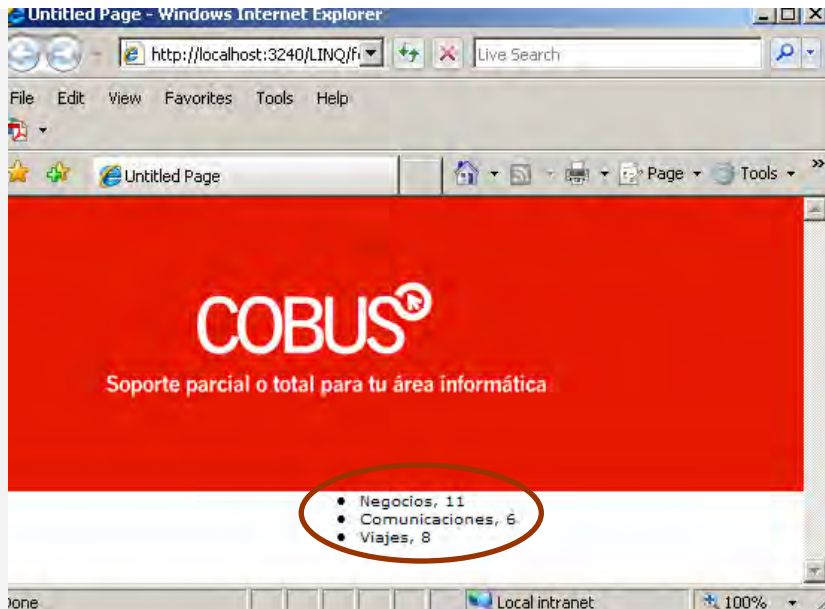 Untitled Page - Windows Internet Explorer
http://localhost:3240/LINQ/f
Live Search
File Edit View Favorites Tools Help
Untitled Page
Page
Tools
»
COBUS
Soporte parcial o total para tu área informática
• Negocios, 11
• Comunicaciones, 6
• Viajes, 8
Done
Local intranet
100%